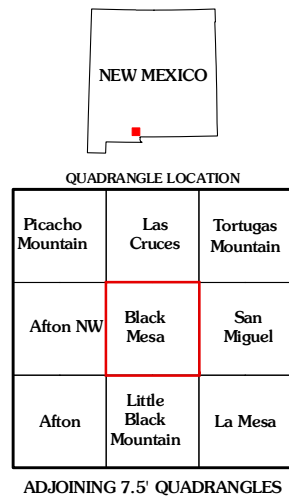 NEW MEXICO
QUADRANGLE LOCATION
Picacho
Mountain
Las
Cruces
Tortugas
Mountain
Afton NW
Black
Mesa
San
Miguel
Afton
Little
Black
Mountain
La Mesa
ADJOINING 7.5' QUADRANGLES